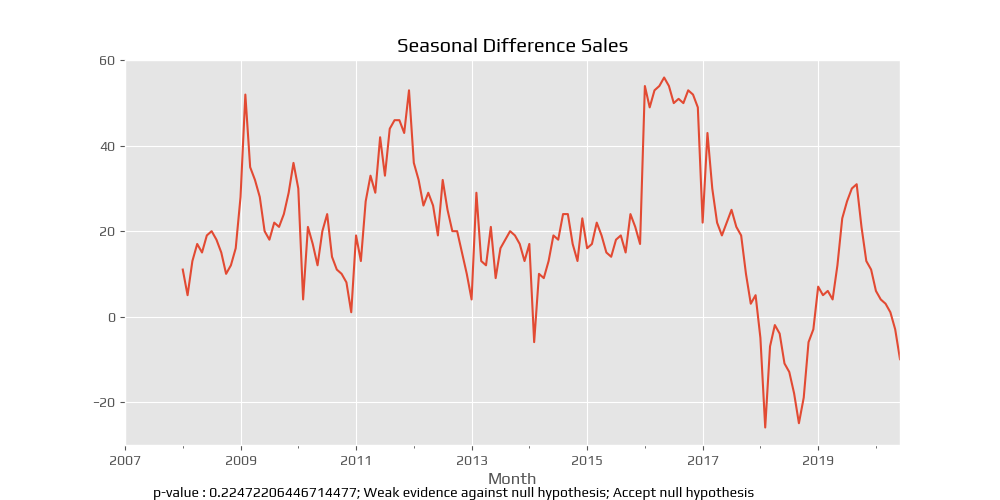 Seasonal Difference Sales
60
40
20
0
−20
2007 2009 2011 2013 2015 2017 2019
Month
p-value : 0.22472206446714477; Weak evidence against null hypothesis; Accept null hypothesis